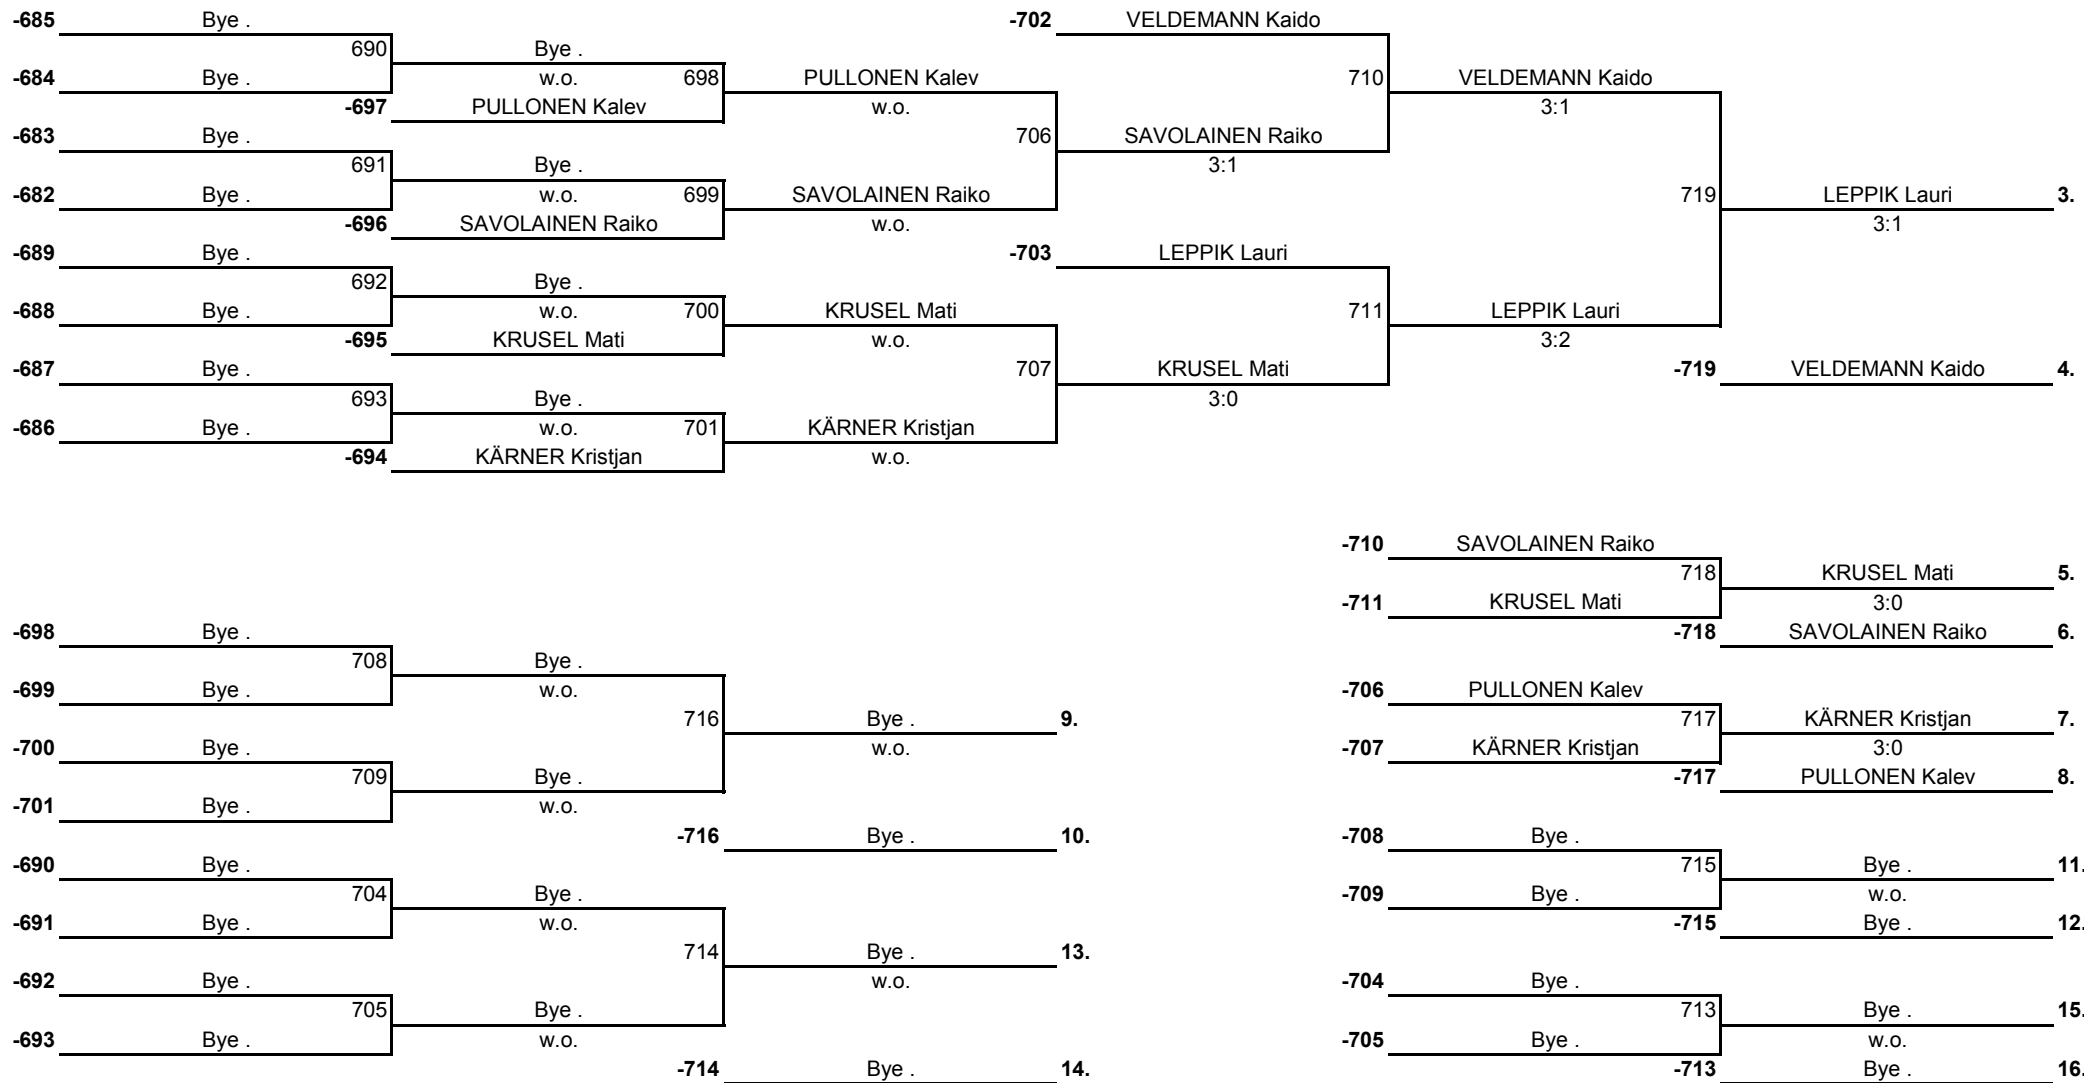 -685 Bye . -702 VELDEMANN Kaido
690 Bye .
-684 Bye . w.o. 698 PULLONEN Kalev 710 VELDEMANN Kaido
-697 PULLONEN Kalev w.o. 3:1
-683 Bye . 706 SAVOLAINEN Raiko
691 Bye . 3:1
-682 Bye . w.o. 699 SAVOLAINEN Raiko 719 LEPPIK Lauri 3.
-696 SAVOLAINEN Raiko w.o. 3:1
-689 Bye . -703 LEPPIK Lauri
692 Bye .
-688 Bye . w.o. 700 KRUSEL Mati 711 LEPPIK Lauri
-695 KRUSEL Mati w.o. 3:2
-687 Bye . 707 KRUSEL Mati -719 VELDEMANN Kaido 4.
693 Bye . 3:0
-686 Bye . w.o. 701 KÄRNER Kristjan
-694 KÄRNER Kristjan w.o.
-710 SAVOLAINEN Raiko
718 KRUSEL Mati 5.
-711 KRUSEL Mati 3:0
-698 Bye . -718 SAVOLAINEN Raiko 6.
708 Bye .
-699 Bye . w.o. -706 PULLONEN Kalev
716 Bye . 9. 717 KÄRNER Kristjan 7.
-700 Bye . w.o. -707 KÄRNER Kristjan 3:0
709 Bye . -717 PULLONEN Kalev 8.
-701 Bye . w.o.
-716 Bye . 10. -708 Bye .
-690 Bye . 715 Bye . 11.
704 Bye . -709 Bye . w.o.
-691 Bye . w.o. -715 Bye . 12.
714 Bye . 13.
-692 Bye . w.o. -704 Bye .
705 Bye . 713 Bye . 15.
-693 Bye . w.o. -705 Bye . w.o.
-714 Bye . 14. -713 Bye . 16.